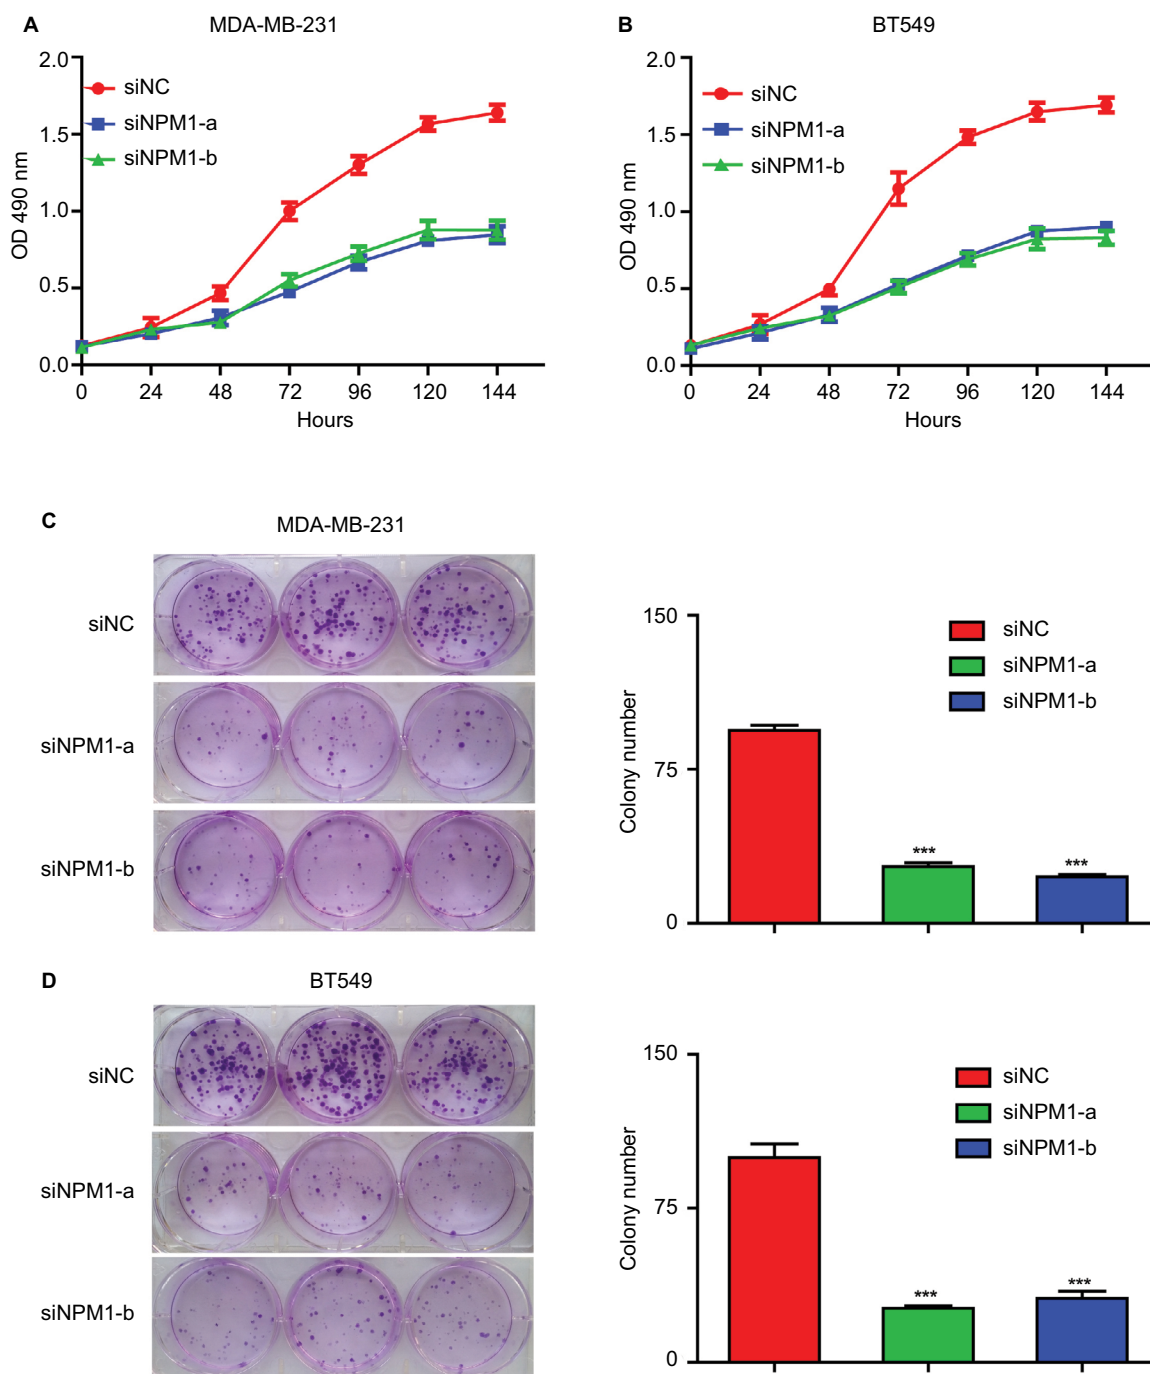 A
MDA-MB-231
2.0
1.5
1.0
0.5
0.0
OD 490 nm
siNC
siNPM1-a
siNPM1-b
0 24 48 72 96 120 144
Hours
B
BT549
2.0
1.5
1.0
0.5
0.0
OD 490 nm
siNC
siNPM1-a
siNPM1-b
0 24 48 72 96 120 144
Hours
C
MDA-MB-231
siNC
siNPM1-a
siNPM1-b
150
75
0
Colony number
siNC
siNPM1-a
siNPM1-b
***
***
D
BT549
siNC
siNPM1-a
siNPM1-b
150
75
0
Colony number
siNC
siNPM1-a
siNPM1-b
***
***